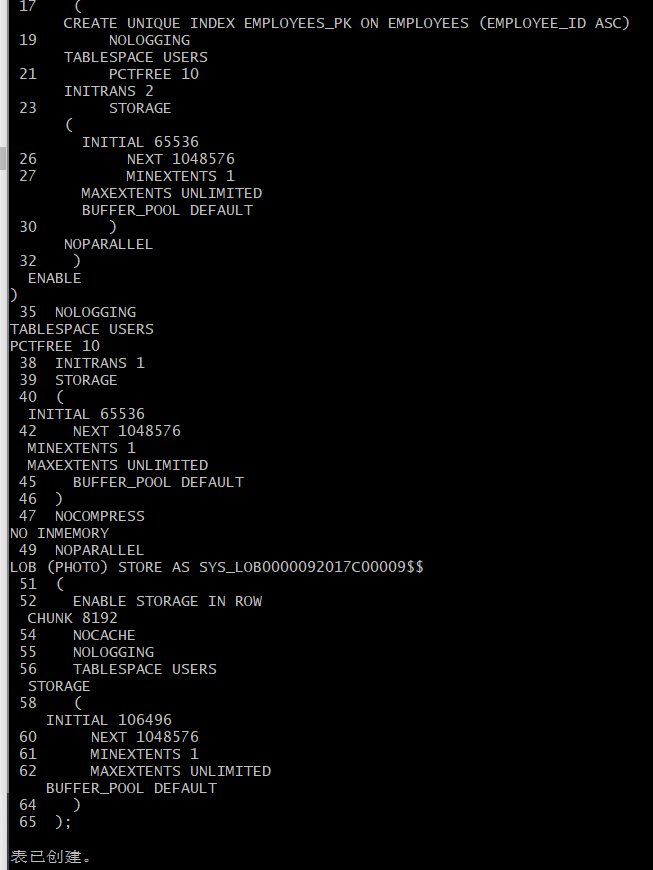 17     (
      CREATE UNIQUE INDEX EMPLOYEES_PK ON EMPLOYEES (EMPLOYEE_ID ASC)
19        NOLOGGING
      TABLESPACE USERS
21        PCTFREE 10
      INITRANS 2
23        STORAGE
      (
        INITIAL 65536
26          NEXT 1048576
27          MINEXTENTS 1
        MAXEXTENTS UNLIMITED
        BUFFER_POOL DEFAULT
30        )
      NOPARALLEL
32    )
  ENABLE
)
35  NOLOGGING
TABLESPACE USERS
PCTFREE 10
38  INITRANS 1
39  STORAGE
40  (
  INITIAL 65536
42    NEXT 1048576
  MINEXTENTS 1
  MAXEXTENTS UNLIMITED
45    BUFFER_POOL DEFAULT
46  )
47  NOCOMPRESS
NO INMEMORY
49  NOPARALLEL
LOB (PHOTO) STORE AS SYS_LOB0000092017C00009$$
51  (
52    ENABLE STORAGE IN ROW
  CHUNK 8192
54    NOCACHE
55    NOLOGGING
56    TABLESPACE USERS
  STORAGE
58    (
    INITIAL 106496
60      NEXT 1048576
61      MINEXTENTS 1
62      MAXEXTENTS UNLIMITED
    BUFFER_POOL DEFAULT
64    )
65  );
表已创建。